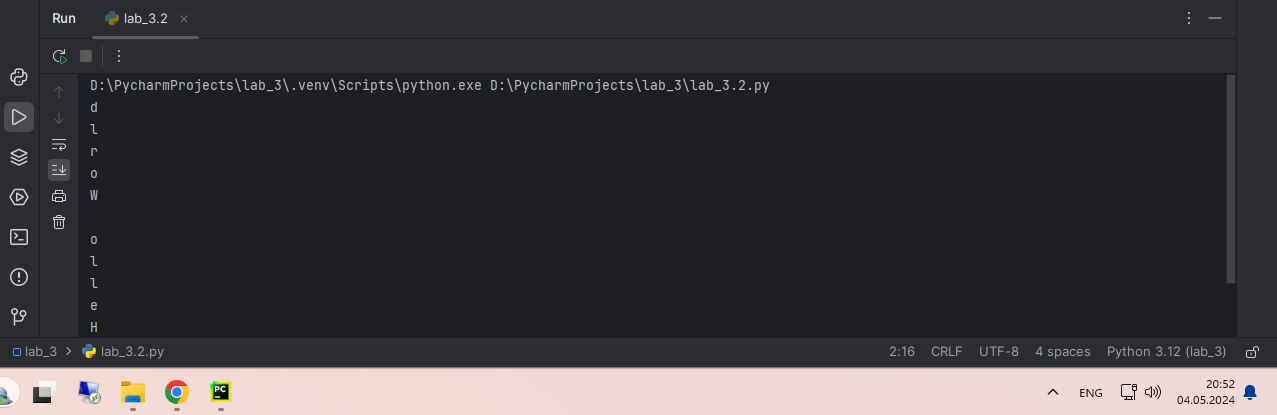 Run lab_3.2
D:\PycharmProjects\lab_3\.venv\Scripts\python.exe D:\PycharmProjects\lab_3\lab_3.2.py
d
l
r
o
W
o
l
l
e
H
lab_3 > lab_3.2.py 2:16 CRLF UTF-8 4 spaces Python 3.12 (lab_3)
PC
ENG
20:52
04.05.2024